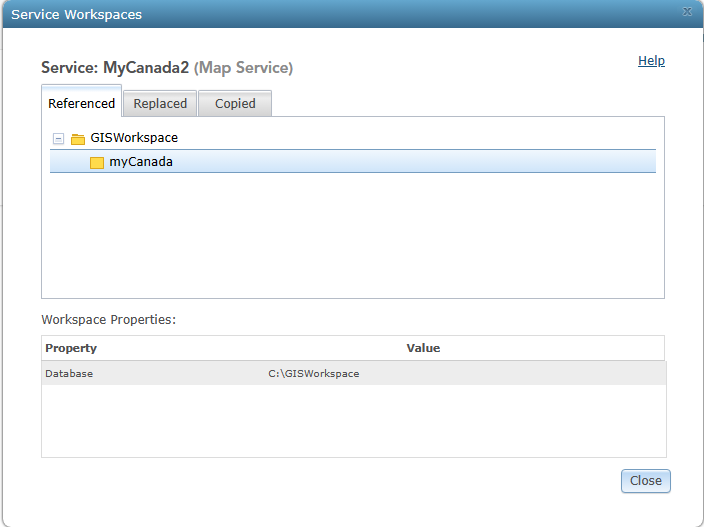 Service Workspaces
x
Service: MyCanada2 (Map Service)
Help
Referenced
Replaced
Copied
GISWorkspace
myCanada
Workspace Properties:
Property
Value
Database
C:\GISWorkspace
Close